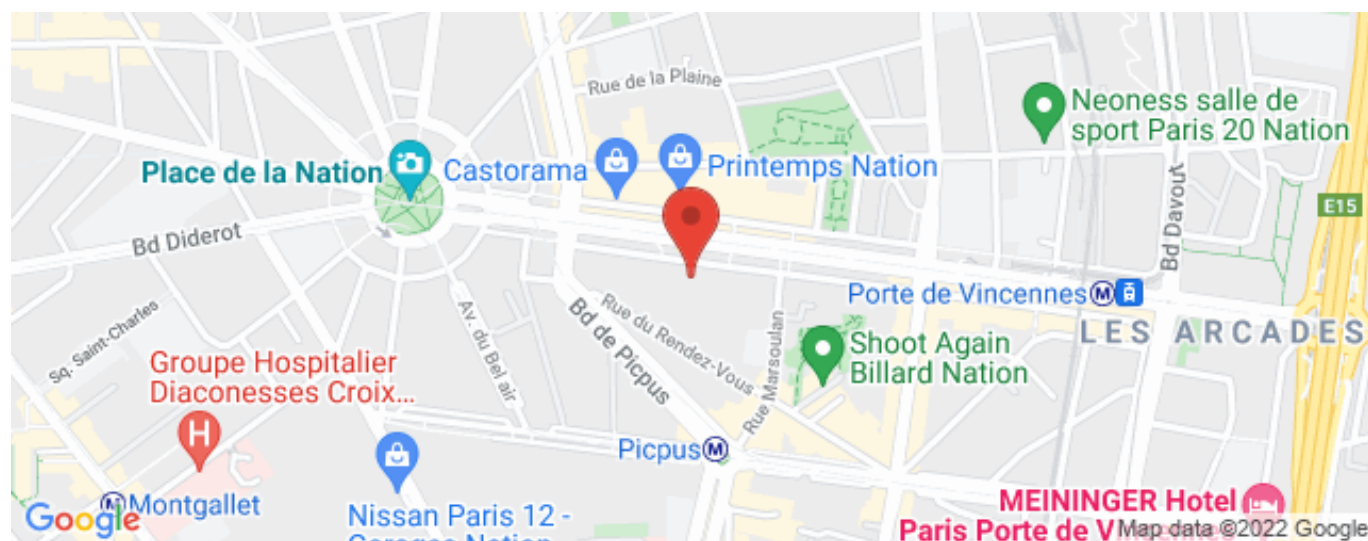 Rue de la Plaine
Neoness salle de
sport Paris 20 Nation
Place de la Nation
Castorama
Printemps Nation
E15
Bd Diderot
Bd Davout
Porte de Vincennes
M
LES ARCADES
Rue du Rendez-Vous
Bd de Picpus
Av. du Bel air
Rue Marsoulan
Shoot Again
Billard Nation
Sq. Saint-Charles
Groupe Hospitalier
Diaconesses Croix...
H
Picpus M
M Montgallet
Google
Nissan Paris 12 -
MEININGER Hotel
Paris Porte de
Map data ©2022 Google